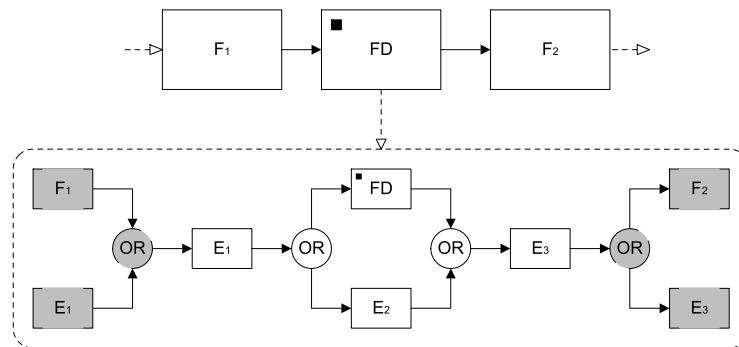 F₁ FD F₂
F₁ FD F₂
OR E₁ OR OR E₃ OR
E₁ E₂ E₃